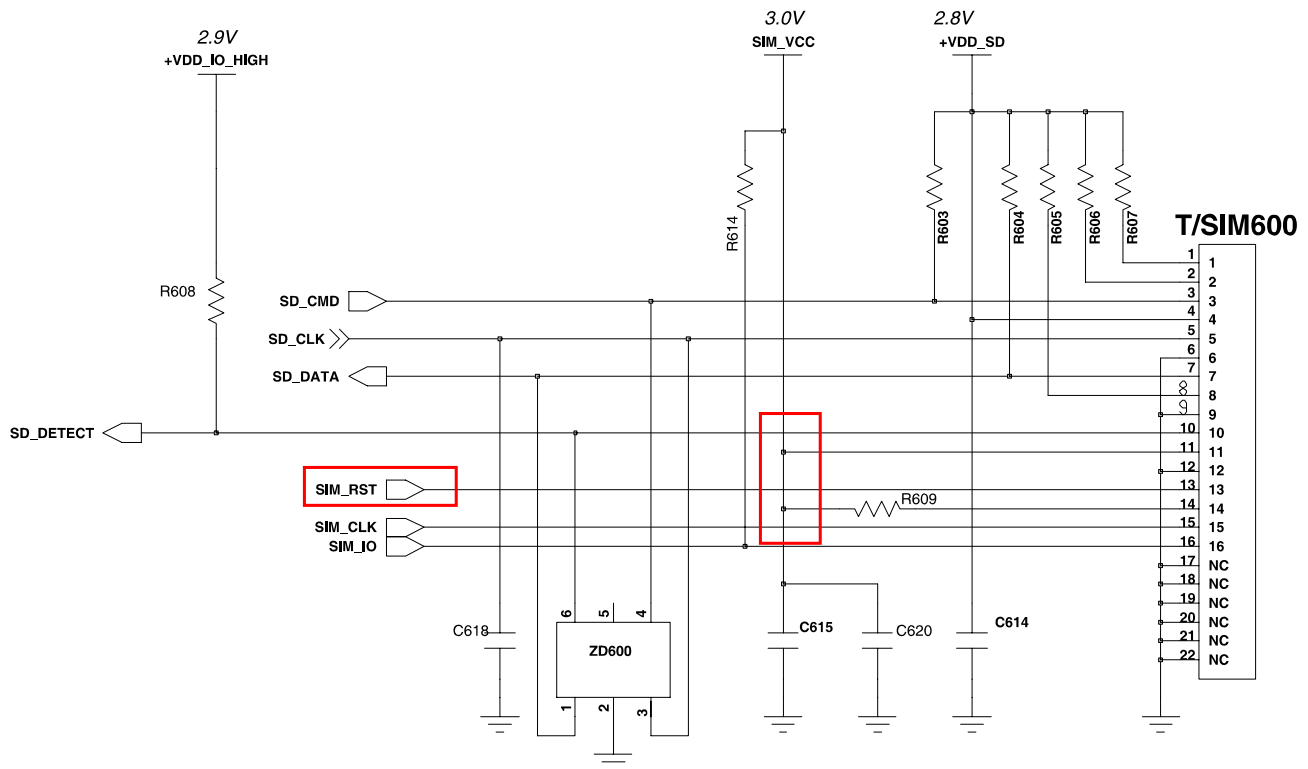 3.0V
2.8V
2.9V
SIM_VCC
+VDD_SD
+VDD_IO_HIGH
R614
R603
R604
R605
R606
R607
T/SIM600
R608
SD_CMD
SD_CLK
SD_DATA
SD_DETECT
SIM_RST
SIM_CLK
SIM_IO
R609
1 1
2 2
3 3
4 4
5 5
6 6
7 7
8 8
9 9
10 10
11 11
12 12
13 13
14 14
15 15
16 16
17 NC
18 NC
19 NC
20 NC
21 NC
22 NC
6 5 4
C618
ZD600
C615
C620
C614
1 2 3